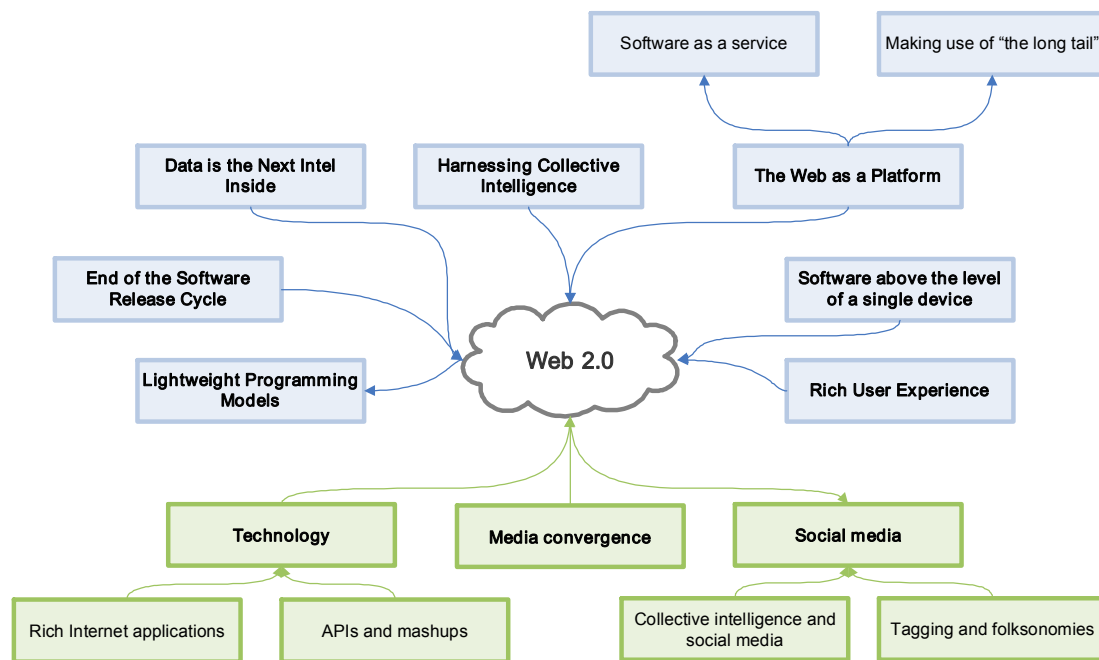 Software as a service
Making use of “the long tail”
Data is the Next Intel
Inside
Harnessing Collective
Intelligence
The Web as a Platform
End of the Software
Release Cycle
Software above the level
of a single device
Web 2.0
Lightweight Programming
Models
Rich User Experience
Technology
Media convergence
Social media
Rich Internet applications
APIs and mashups
Collective intelligence and
social media
Tagging and folksonomies